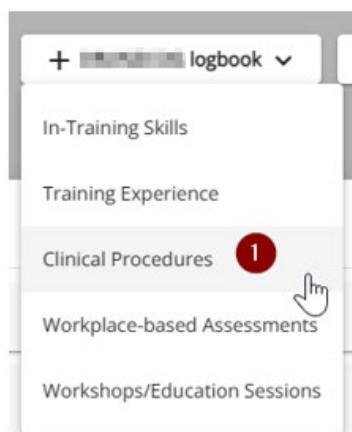 + logbook
In-Training Skills
Training Experience
Clinical Procedures 1
Workplace-based Assessments
Workshops/Education Sessions